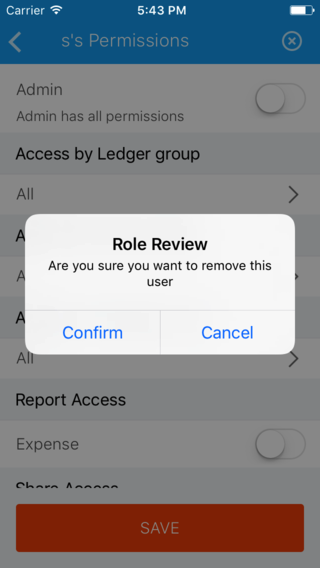 Carrier 5:43 PM
s's Permissions
Admin
Admin has all permissions
Access by Ledger group
All
A
Role Review
Are you sure you want to remove this
user
A
Confirm Cancel
A
All
Report Access
Expense
Share Access
SAVE